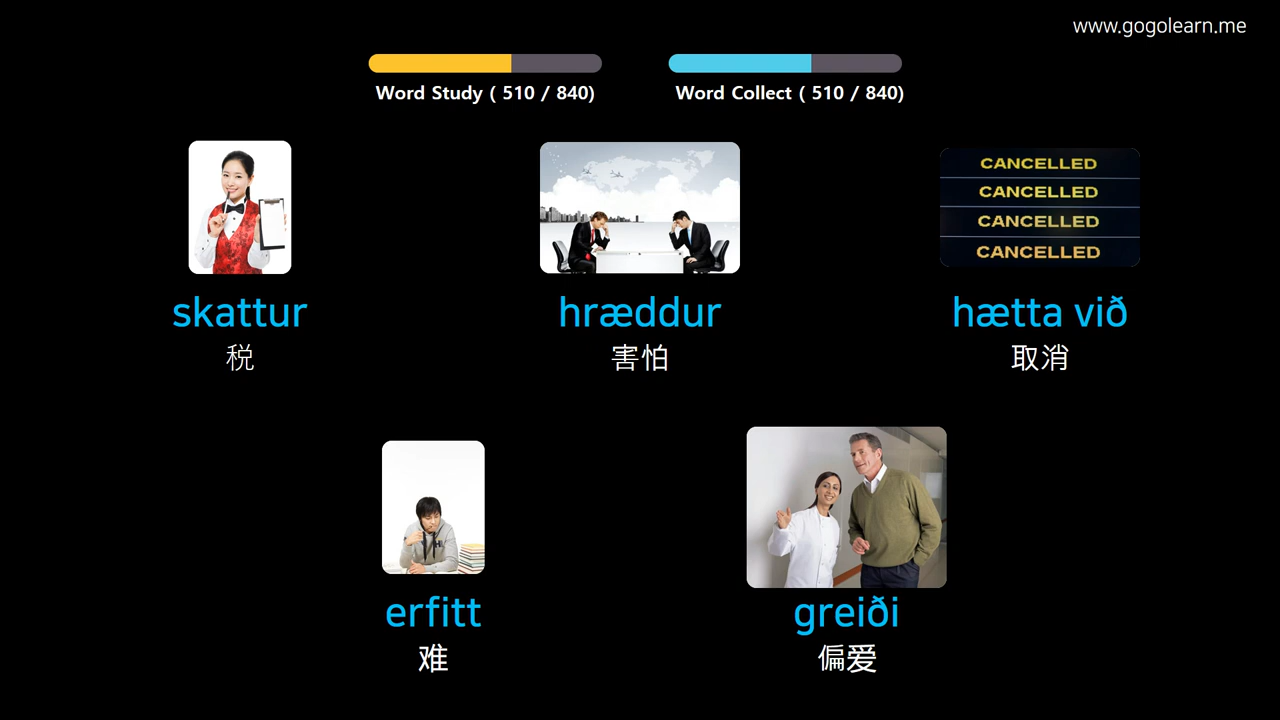 www.gogolearn.me
Word Study ( 510 / 840)
Word Collect ( 510 / 840)
CANCELLED
CANCELLED
CANCELLED
CANCELLED
skattur
hræddur
hætta við
税
害怕
取消
erfitt
greiði
难
偏爱